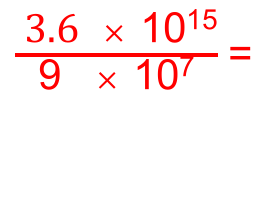 3.6 × 10¹⁵ =
9 × 10⁷